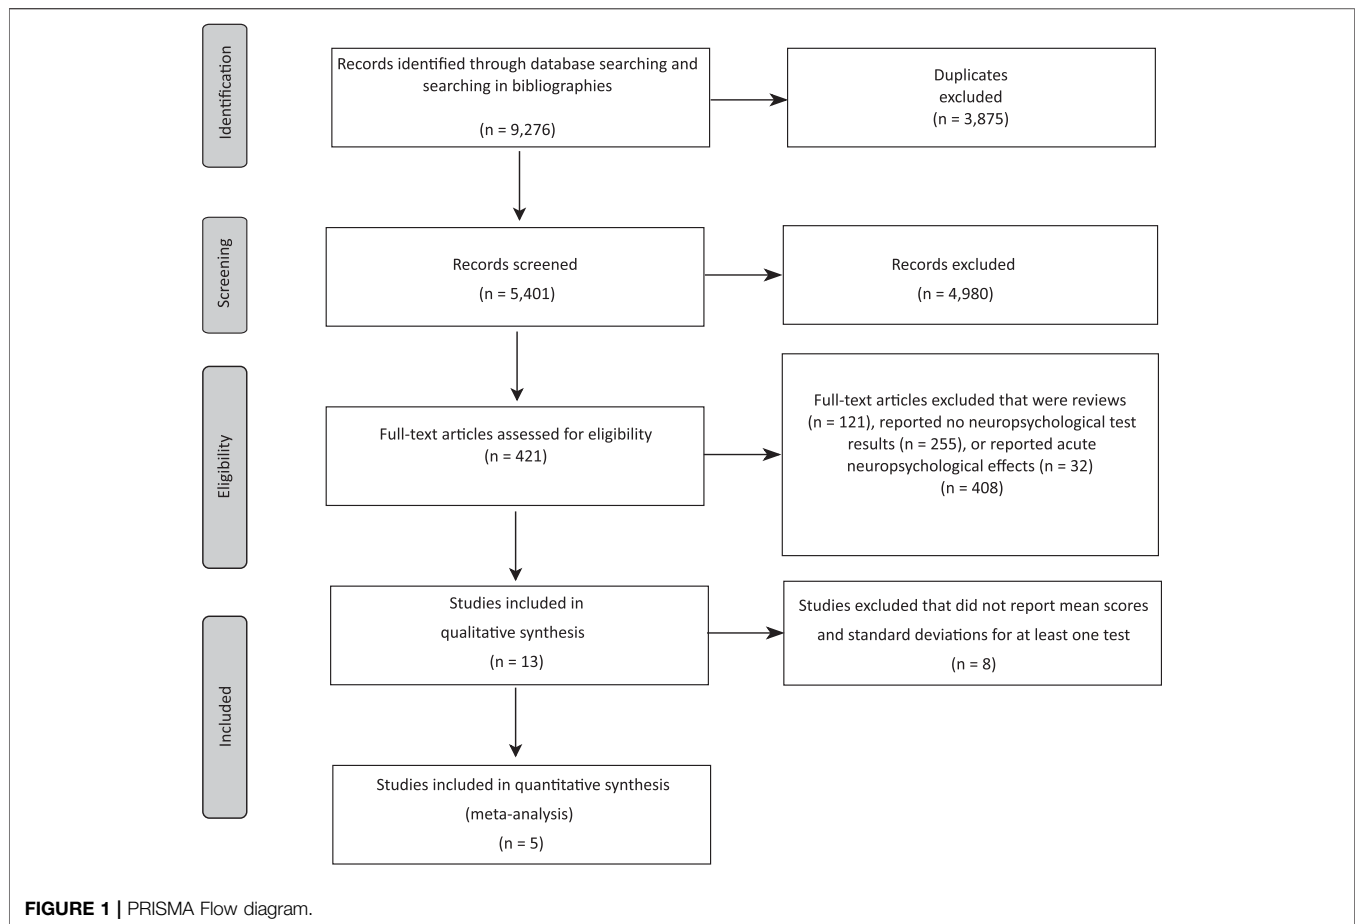 Identification
Records identified through database searching and
searching in bibliographies
(n = 9,276)
Duplicates
excluded
(n = 3,875)
Screening
Records screened
(n = 5,401)
Records excluded
(n = 4,980)
Eligibility
Full-text articles assessed for eligibility
(n = 421)
Full-text articles excluded that were reviews
(n = 121), reported no neuropsychological test
results (n = 255), or reported acute
neuropsychological effects (n = 32)
(n = 408)
Included
Studies included in
qualitative synthesis
(n = 13)
Studies excluded that did not report mean scores
and standard deviations for at least one test
(n = 8)
Studies included in quantitative synthesis
(meta-analysis)
(n = 5)
FIGURE 1 | PRISMA Flow diagram.